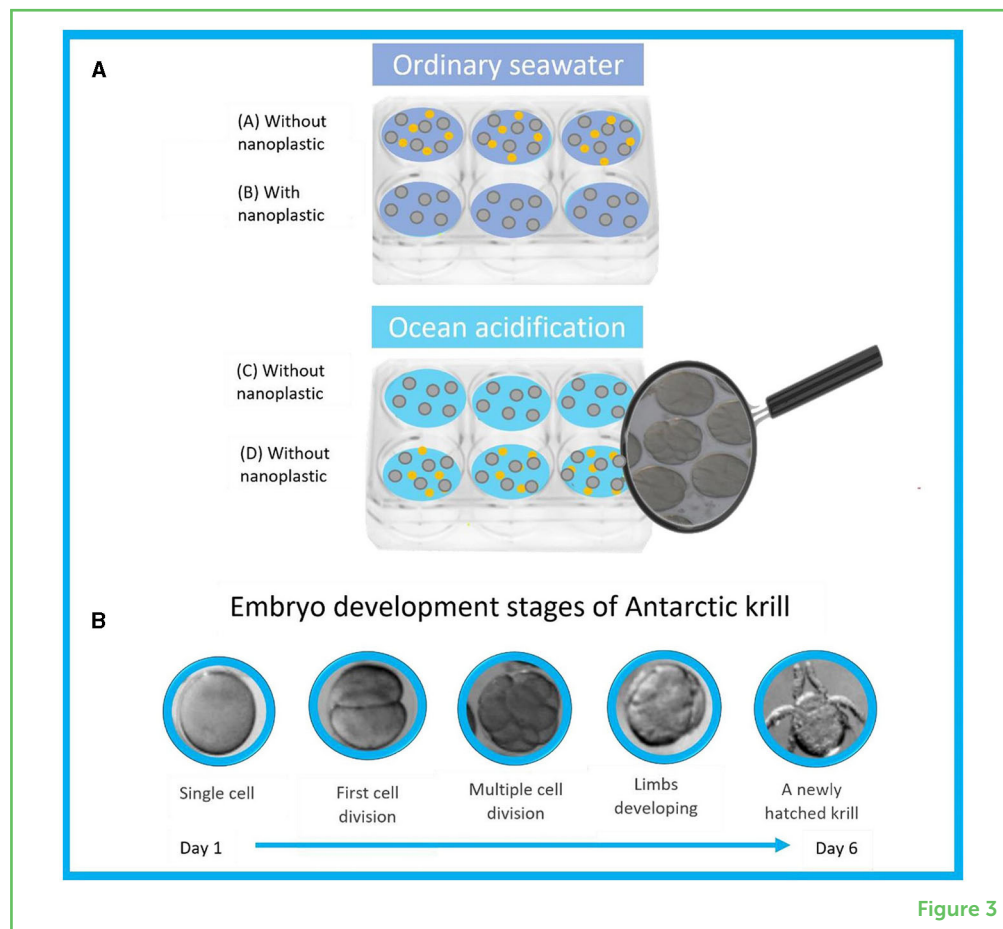 A
Ordinary seawater
(A) Without
nanoplastic
(B) With
nanoplastic
Ocean acidification
(C) Without
nanoplastic
(D) Without
nanoplastic
B
Embryo development stages of Antarctic krill
Single cell
First cell
division
Multiple cell
division
Limbs
developing
A newly
hatched krill
Day 1
Day 6
Figure 3